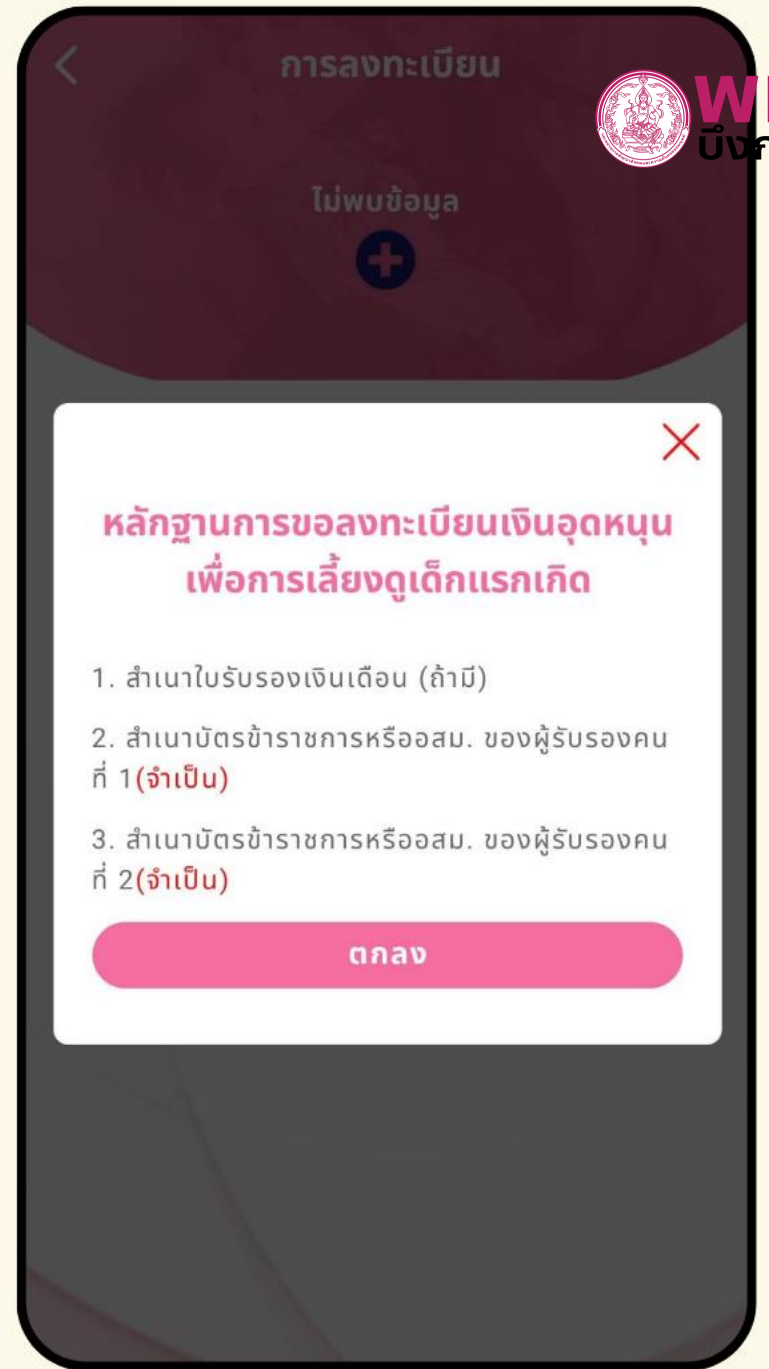 การลงทะเบียน
ไม่พบข้อมูล
หลักฐานการขอลงทะเบียนเงินอุดหนุน
เพื่อการเลี้ยงดูเด็กแรกเกิด
1. สำเนาใบรับรองเงินเดือน (ถ้ามี)
2. สำเนาบัตรข้าราชการหรืออสม. ของผู้รับรองคน
ที่ 1(จำเป็น)
3. สำเนาบัตรข้าราชการหรืออสม. ของผู้รับรองคน
ที่ 2(จำเป็น)
ตกลง